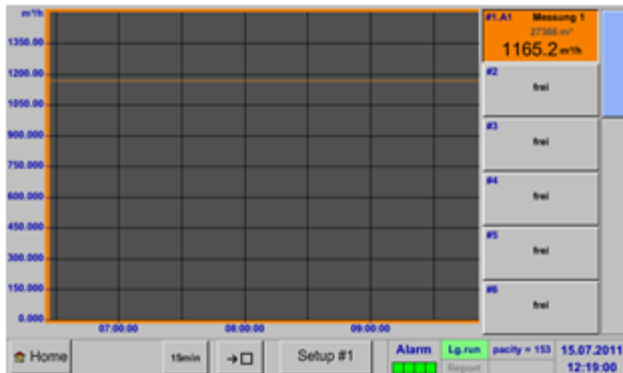 m³/h
1350.00
1200.00
1050.00
900.000
750.000
600.000
450.000
300.000
150.000
0.000
07:00:00 08:00:00 09:00:00
#1.A1 Messung 1
27366 m³
1165.2 m³/h
#2
frei
#3
frei
#4
frei
#5
frei
#6
frei
Home 15min →□ Setup #1
Alarm Lg.run pacity = 153 15.07.2011
Report 12:19:00